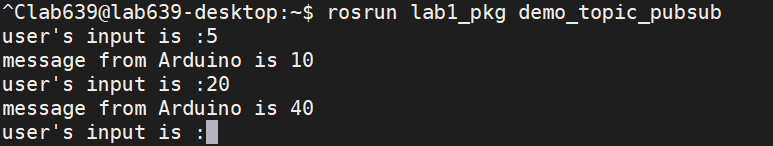 ^Clab639@lab639-desktop:~$ rosrun lab1_pkg demo_topic_pubsub
user's input is :5
message from Arduino is 10
user's input is :20
message from Arduino is 40
user's input is :